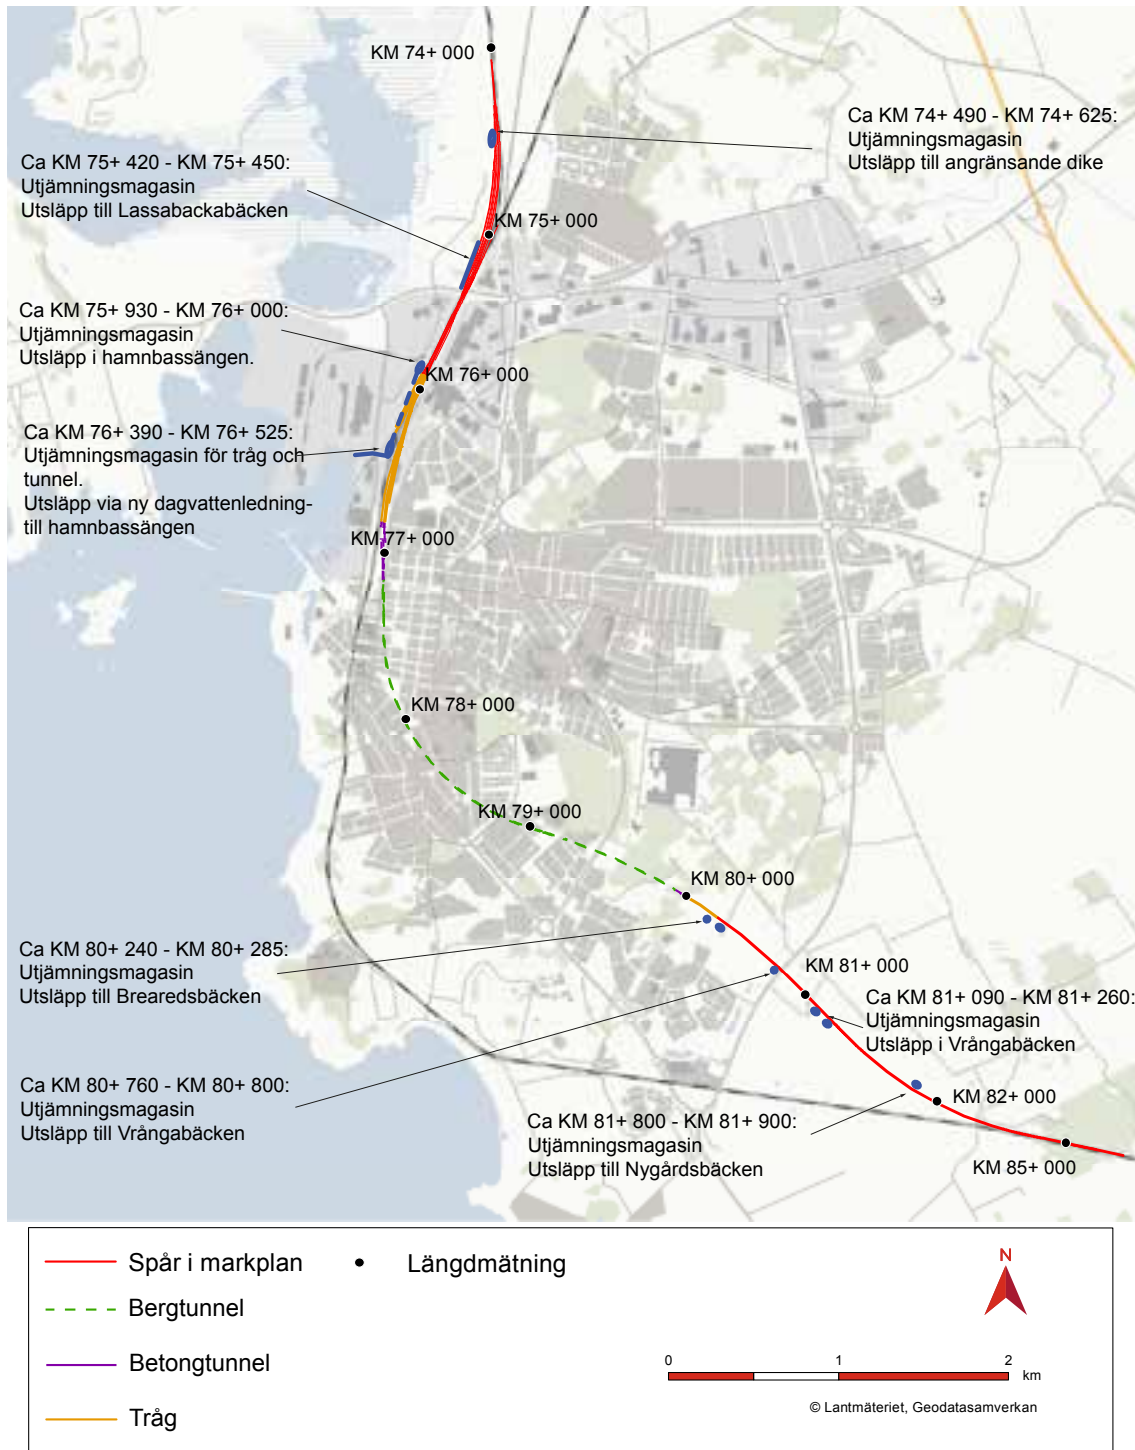 KM 74+ 000
Ca KM 74+ 490 - KM 74+ 625:
Utjämningsmagasin
Utsläpp till angränsande dike
Ca KM 75+ 420 - KM 75+ 450:
Utjämningsmagasin
Utsläpp till Lassabackabäcken
KM 75+ 000
Ca KM 75+ 930 - KM 76+ 000:
Utjämningsmagasin
Utsläpp i hamnbassängen.
KM 76+ 000
Ca KM 76+ 390 - KM 76+ 525:
Utjämningsmagasin för tråg och
tunnel.
Utsläpp via ny dagvattenledning-
till hamnbassängen
KM 77+ 000
KM 78+ 000
KM 79+ 000
KM 80+ 000
Ca KM 80+ 240 - KM 80+ 285:
Utjämningsmagasin
Utsläpp till Brearedsbäcken
KM 81+ 000
Ca KM 81+ 090 - KM 81+ 260:
Utjämningsmagasin
Utsläpp i Vrångabäcken
Ca KM 80+ 760 - KM 80+ 800:
Utjämningsmagasin
Utsläpp till Vrångabäcken
KM 82+ 000
Ca KM 81+ 800 - KM 81+ 900:
Utjämningsmagasin
Utsläpp till Nygårdsbäcken
KM 85+ 000
Spår i markplan
Längdmätning
Bergtunnel
Betongtunnel
Tråg
N
0 1 2
km
© Lantmäteriet, Geodatasamverkan